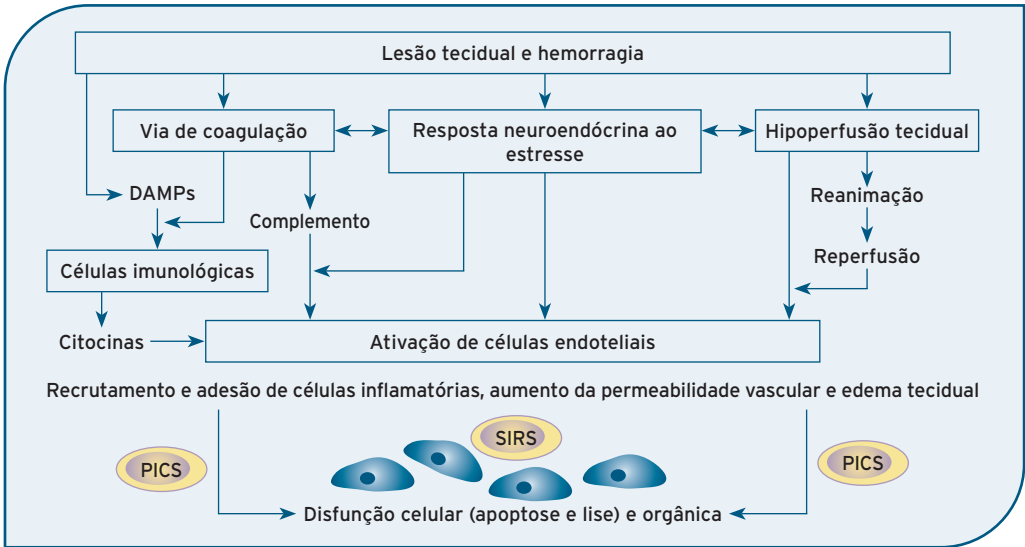 Lesão tecidual e hemorragia
Via de coagulação
Resposta neuroendócrina ao
estresse
Hipoperfusão tecidual
DAMPs
Complemento
Reanimação
Células imunológicas
Reperfusão
Citocinas
Ativação de células endoteliais
Recrutamento e adesão de células inflamatórias, aumento da permeabilidade vascular e edema tecidual
SIRS
PICS
PICS
Disfunção celular (apoptose e lise) e orgânica